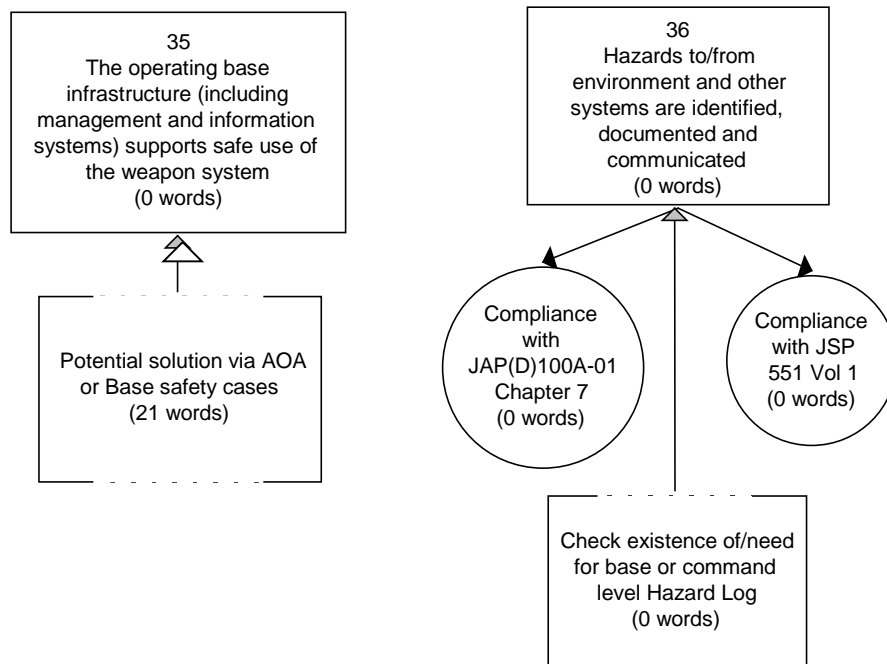 35
The operating base
infrastructure (including
management and information
systems) supports safe use of
the weapon system
(0 words)
Potential solution via AOA
or Base safety cases
(21 words)
36
Hazards to/from
environment and other
systems are identified,
documented and
communicated
(0 words)
Compliance
with
JAP(D)100A-01
Chapter 7
(0 words)
Compliance
with JSP
551 Vol 1
(0 words)
Check existence of/need
for base or command
level Hazard Log
(0 words)